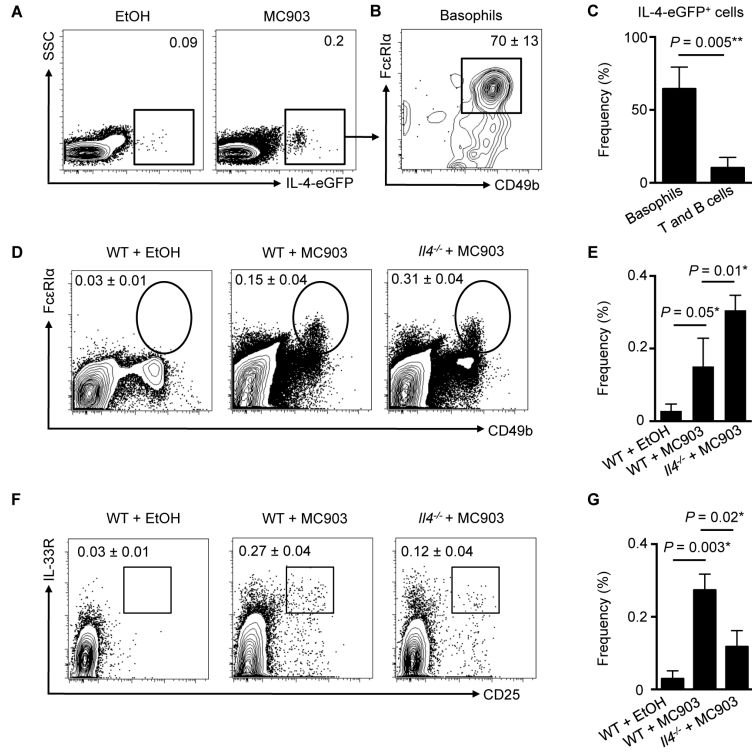 A
EtOH
MC903
SSC
0.09
0.2
IL-4-eGFP
B
Basophils
FcεRIα
70 ± 13
CD49b
C
IL-4-eGFP⁺ cells
P = 0.005**
Frequency (%)
100
50
0
Basophils
T and B cells
D
WT + EtOH
WT + MC903
Il4⁻/⁻ + MC903
FcεRIα
0.03 ± 0.01
0.15 ± 0.04
0.31 ± 0.04
CD49b
E
P = 0.01*
P = 0.05*
Frequency (%)
0.4
0.2
0
WT + EtOH
WT + MC903
Il4⁻/⁻ + MC903
F
WT + EtOH
WT + MC903
Il4⁻/⁻ + MC903
IL-33R
0.03 ± 0.01
0.27 ± 0.04
0.12 ± 0.04
CD25
G
P = 0.02*
P = 0.003*
Frequency (%)
0.4
0.2
0
WT + EtOH
WT + MC903
Il4⁻/⁻ + MC903